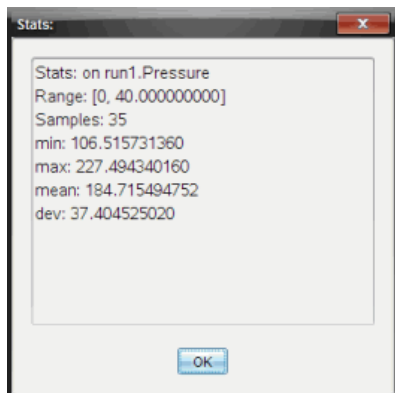 Stats:
Stats: on run1.Pressure
Range: [0, 40.000000000]
Samples: 35
min: 106.515731360
max: 227.494340160
mean: 184.715494752
dev: 37.404525020
OK